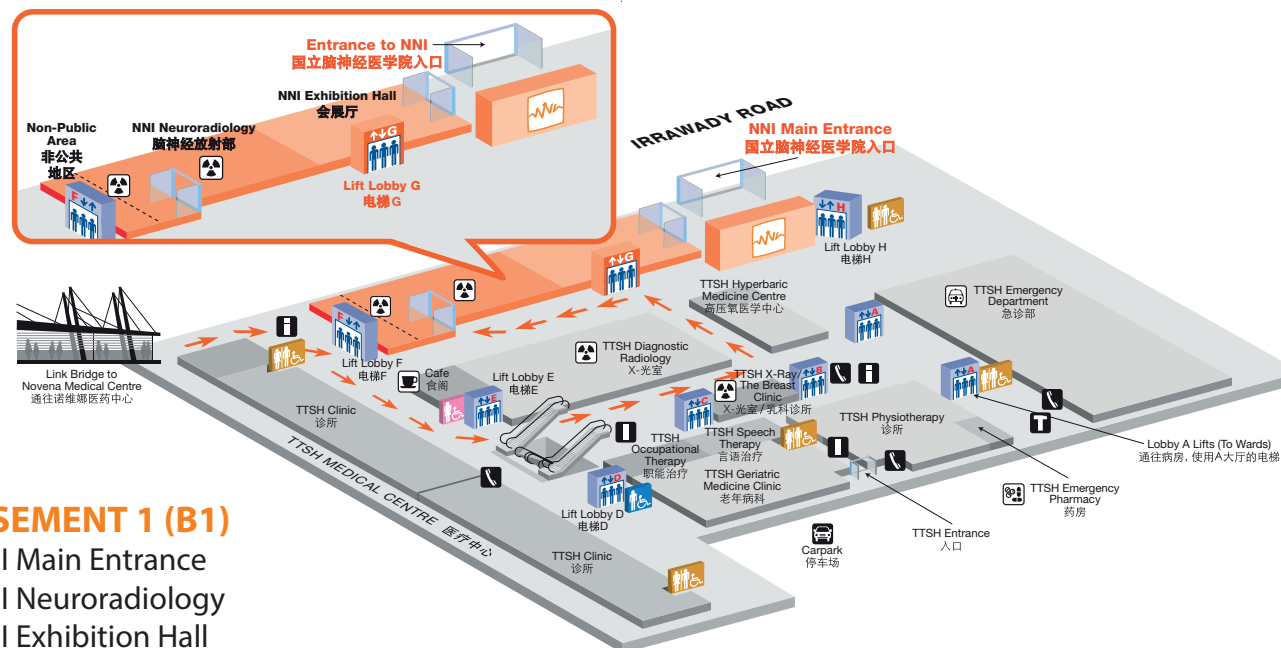 Entrance to NNI
国立脑神经医学院入口
NNI Exhibition Hall
会展厅
Non-Public
Area
非公共
地区
NNI Neuroradiology
脑神经放射部
G
Lift Lobby G
电梯G
F
IRRAWADY ROAD
NNI Main Entrance
国立脑神经医学院入口
H
Lift Lobby H
电梯H
G
TTSH Hyperbaric
Medicine Centre
高压氧医学中心
TTSH Emergency
Department
急诊部
A
F
Lift Lobby F
电梯F
Link Bridge to
Novena Medical Centre
通往诺维娜医药中心
TTSH Diagnostic
Radiology
X-光室
Cafe
食阁
Lift Lobby E
电梯E
E
TTSH X-Ray/
The Breast
Clinic
X-光室/乳科诊所
B
C
A
TTSH Clinic
诊所
TTSH Physiotherapy
诊所
TTSH
Occupational
Therapy
职能治疗
TTSH Speech
Therapy
言语治疗
TTSH Geriatric
Medicine Clinic
老年病科
T
Lobby A Lifts (To Wards)
通往病房, 使用A大厅的电梯
TTSH Emergency
Pharmacy
药房
D
Lift Lobby D
电梯D
TTSH Entrance
入口
Carpark
停车场
TTSH MEDICAL CENTRE 医疗中心
TTSH Clinic
诊所
SEMENT 1 (B1)
I Main Entrance
I Neuroradiology
I Exhibition Hall